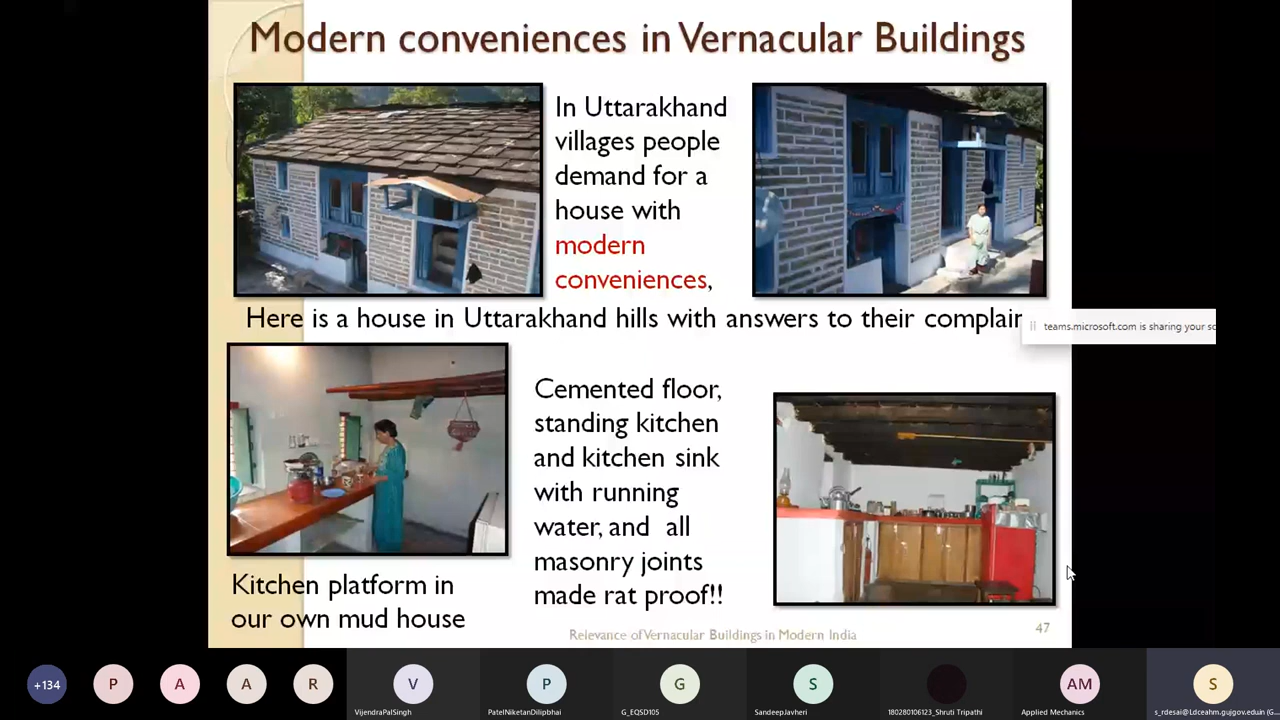 Modern conveniences in Vernacular Buildings
In Uttarakhand
villages people
demand for a
house with
modern
conveniences,
Here is a house in Uttarakhand hills with answers to their complain
teams.microsoft.com is sharing your sc
Cemented floor,
standing kitchen
and kitchen sink
with running
water, and all
masonry joints
made rat proof!!
Kitchen platform in
our own mud house
Relevance of Vernacular Buildings in Modern India
47
+134
P
A
A
R
V
P
G
S
AM
S
VijendraPalSingh
PatelNiketanDilipbhai
G_EQSD105
SandeepJavheri
180280106123_Shruti Tripathi
Applied Mechanics
s_rdesai@Ldceahm.gujgov.eduin (G